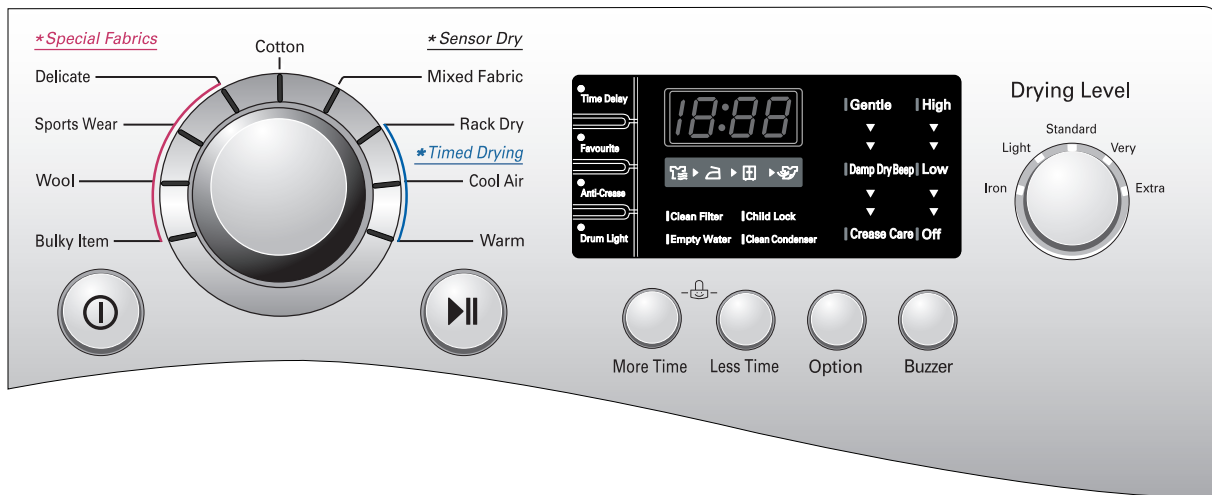 *Special Fabrics
Cotton
*Sensor Dry
Delicate
Mixed Fabric
Sports Wear
Rack Dry
*Timed Drying
Wool
Cool Air
Bulky Item
Warm
Time Delay
Favourite
Anti-Crease
Drum Light
18:88
Clean Filter
Child Lock
Empty Water
Clean Condenser
Gentle
High
Damp Dry Beep
Low
Crease Care
Off
More Time
Less Time
Option
Buzzer
Drying Level
Standard
Light
Very
Iron
Extra